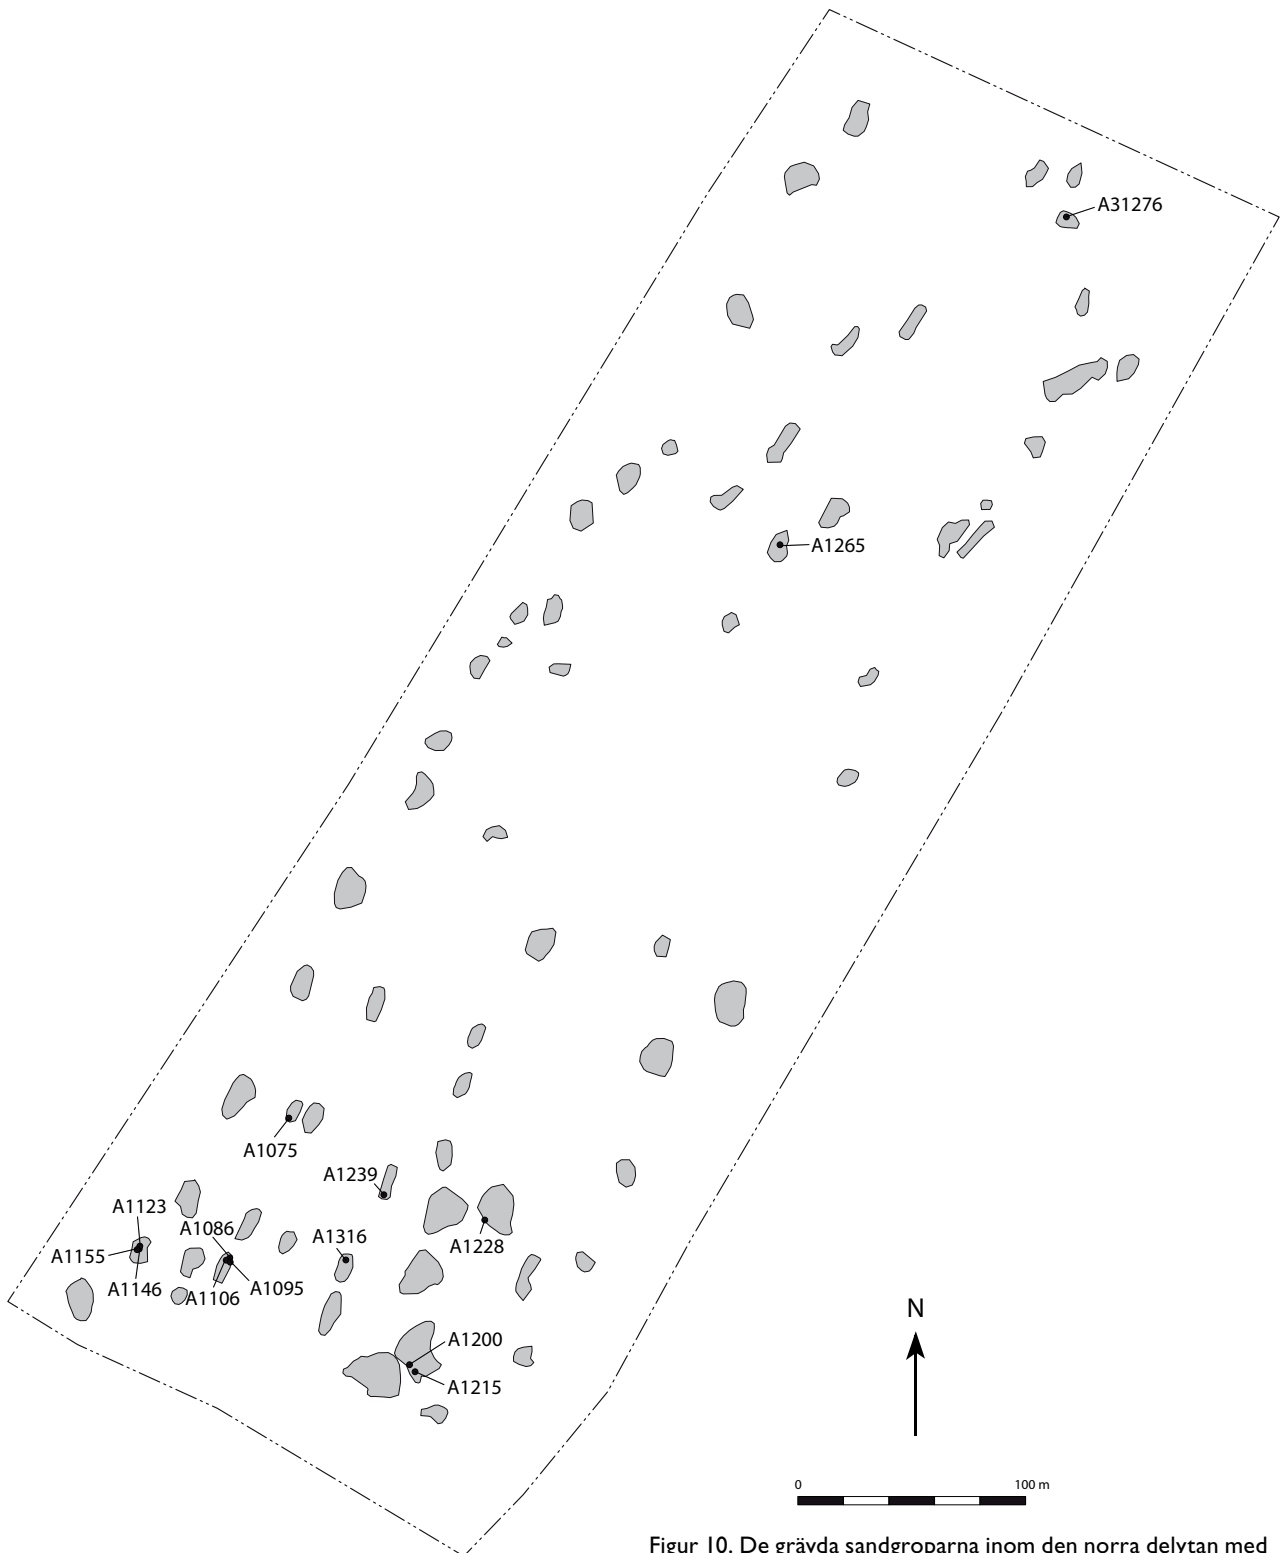 A31276
A1265
A1075
A1239
A1123
A1086
A1316
A1155
A1228
A1146
A1106
A1095
A1200
A1215
N
0 100 m
Figur 10. De grävda sandgroparna inom den norra delytan med